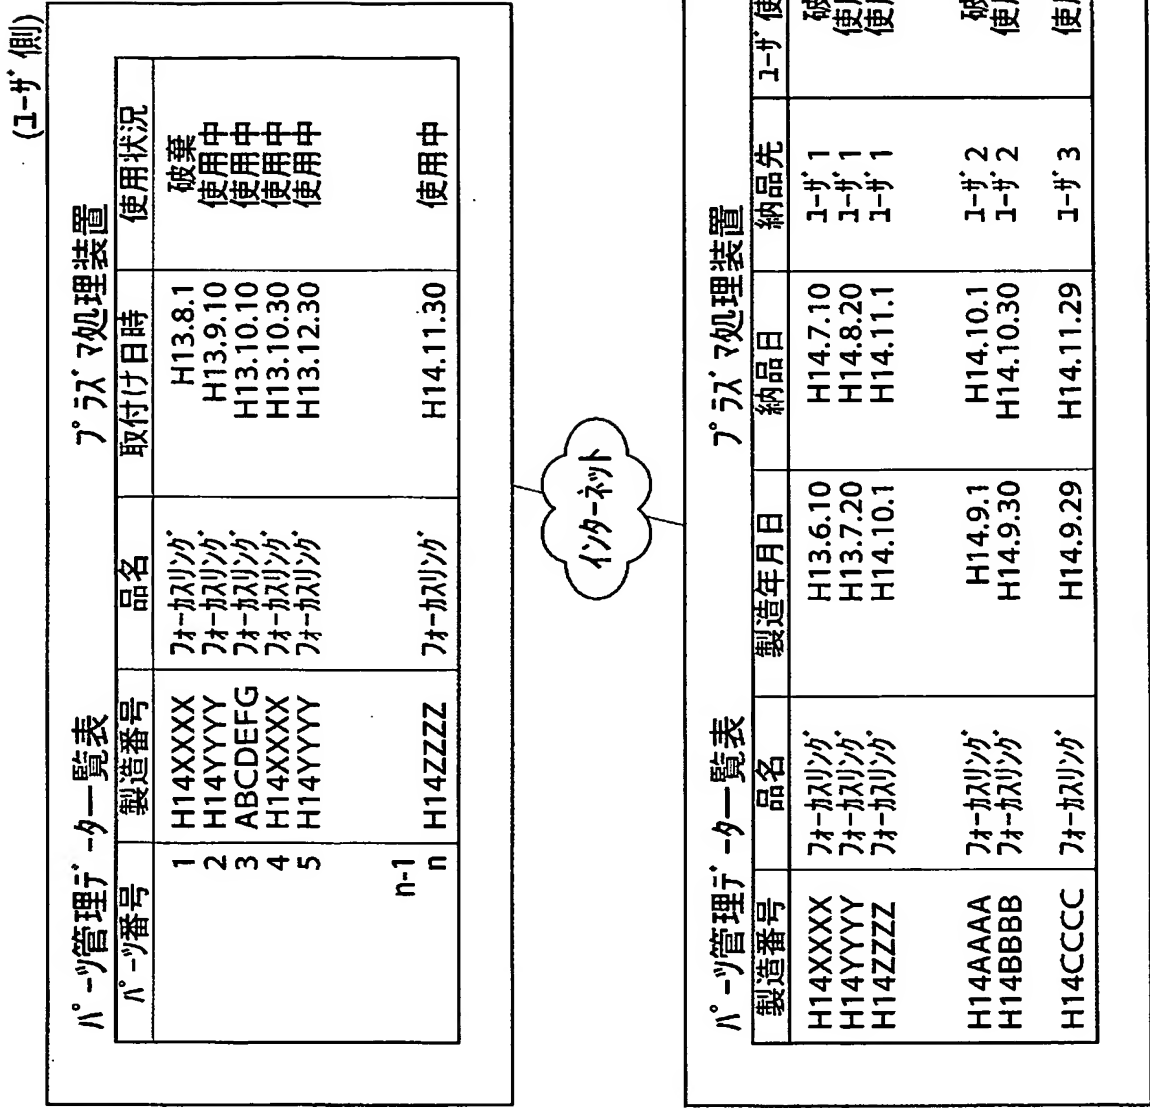 (ユーザ側)
パーツ管理データ一覧表 プラズマ処理装置
パーツ番号 製造番号 品名 取付け日時 使用状況
1 H14XXXX フォーカスリング H13.8.1 破棄
2 H14YYYY フォーカスリング H13.9.10 使用中
3 ABCDEFG フォーカスリング H13.10.10 使用中
4 H14XXXX フォーカスリング H13.10.30 使用中
5 H14YYYY フォーカスリング H13.12.30 使用中
n-1
n H14ZZZZ フォーカスリング H14.11.30 使用中
インターネット
パーツ管理データ一覧表 プラズマ処理装置
製造番号 品名 製造年月日 納品日 納品先 ユーザ使
H14XXXX フォーカスリング H13.6.10 H14.7.10 ユーザ1 破
H14YYYY フォーカスリング H13.7.20 H14.8.20 ユーザ1 使
H14ZZZZ フォーカスリング H14.10.1 H14.11.1 ユーザ1 使
H14AAAA フォーカスリング H14.9.1 H14.10.1 ユーザ2 破
H14BBBB フォーカスリング H14.9.30 H14.10.30 ユーザ2 使
H14CCCC フォーカスリング H14.9.29 H14.11.29 ユーザ3 使